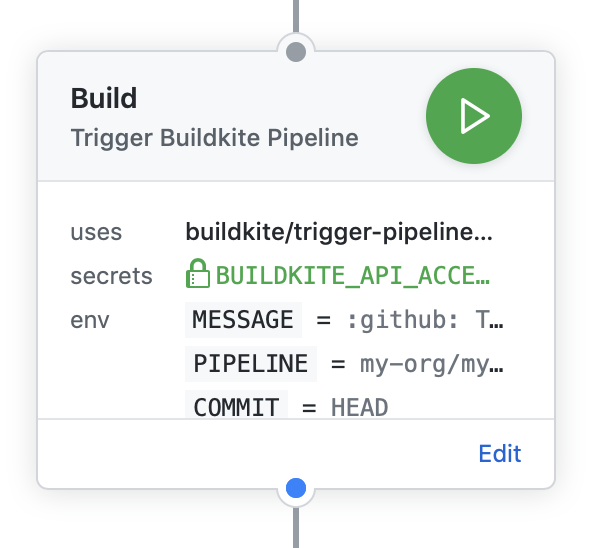 Build
Trigger Buildkite Pipeline
uses buildkite/trigger-pipeline...
secrets BUILDKITE_API_ACCE…
env MESSAGE = :github: T…
PIPELINE = my-org/my…
COMMIT = HEAD
Edit